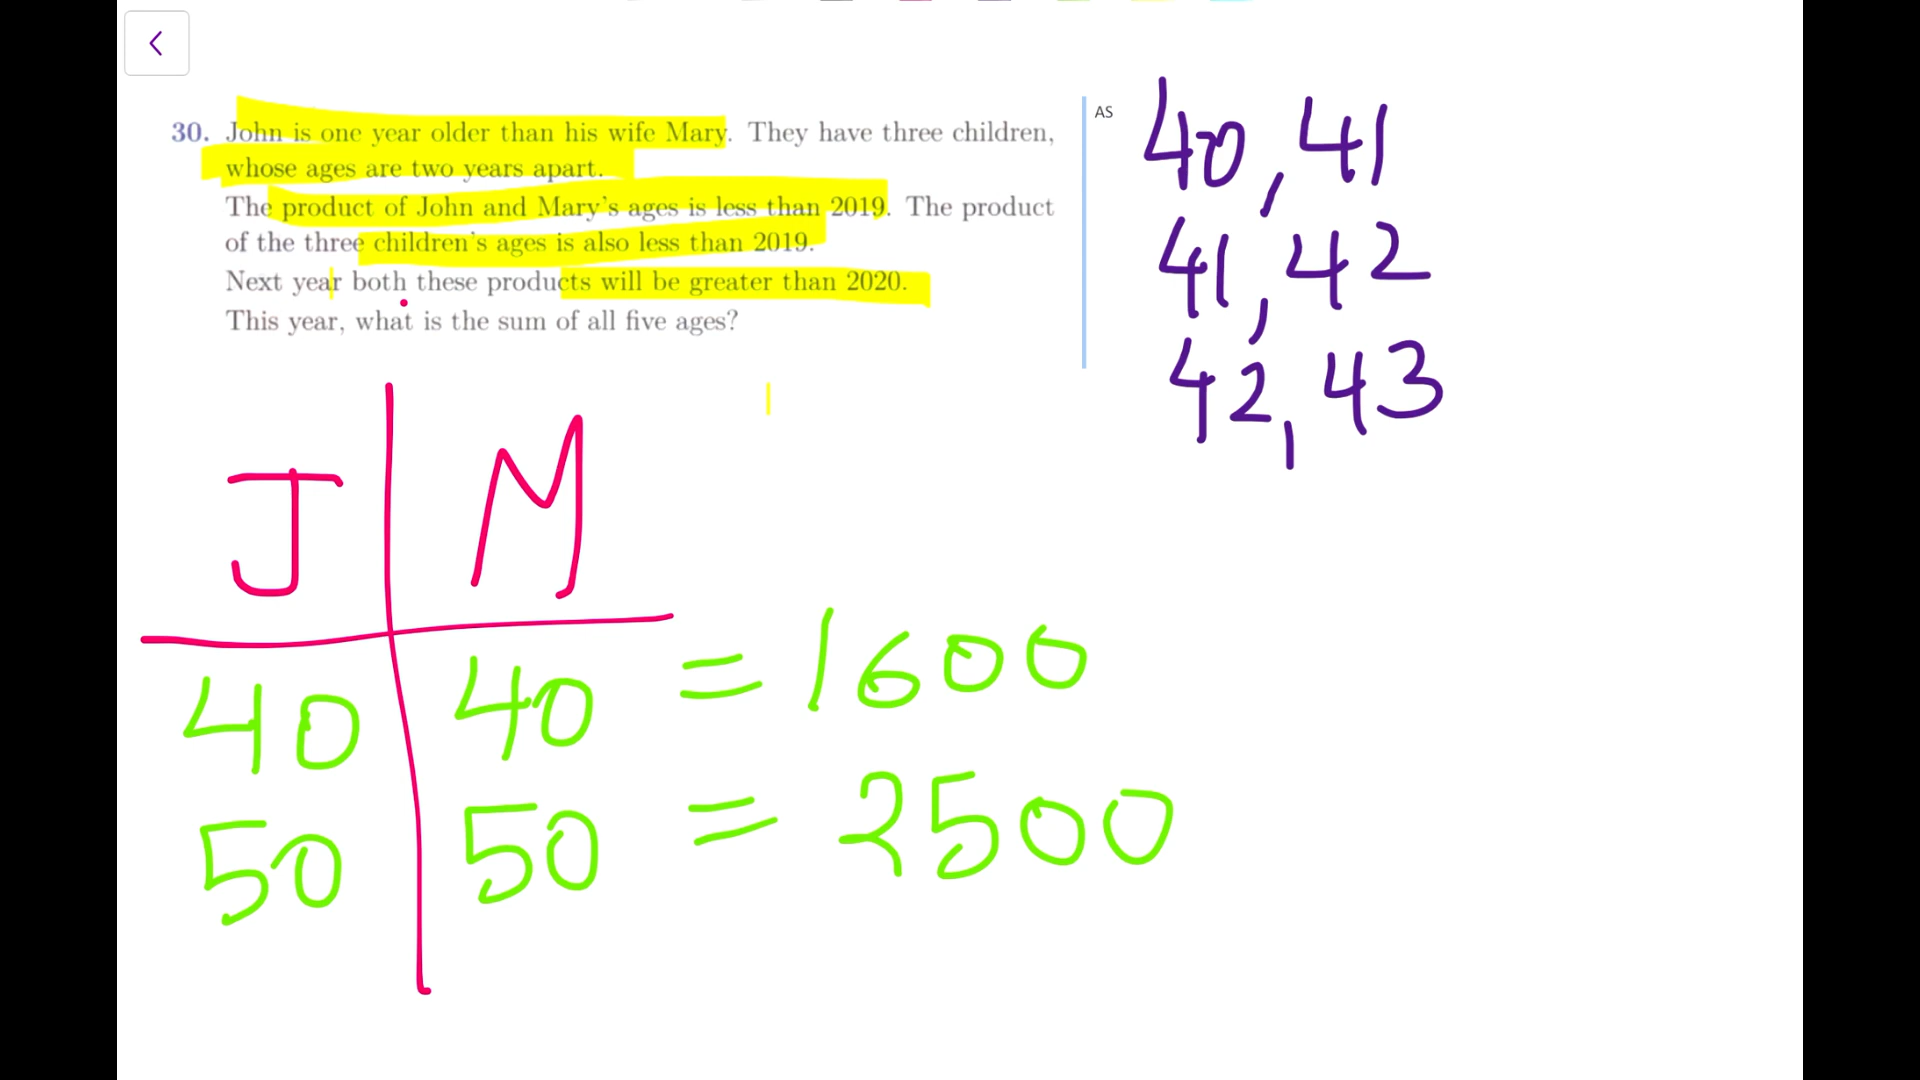 30. John is one year older than his wife Mary. They have three children,
whose ages are two years apart.
The product of John and Mary's ages is less than 2019. The product
of the three children's ages is also less than 2019.
Next year both these products will be greater than 2020.
This year, what is the sum of all five ages?
AS
40, 41
41, 42
42, 43
J M
40 40 = 1600
50 50 = 2500